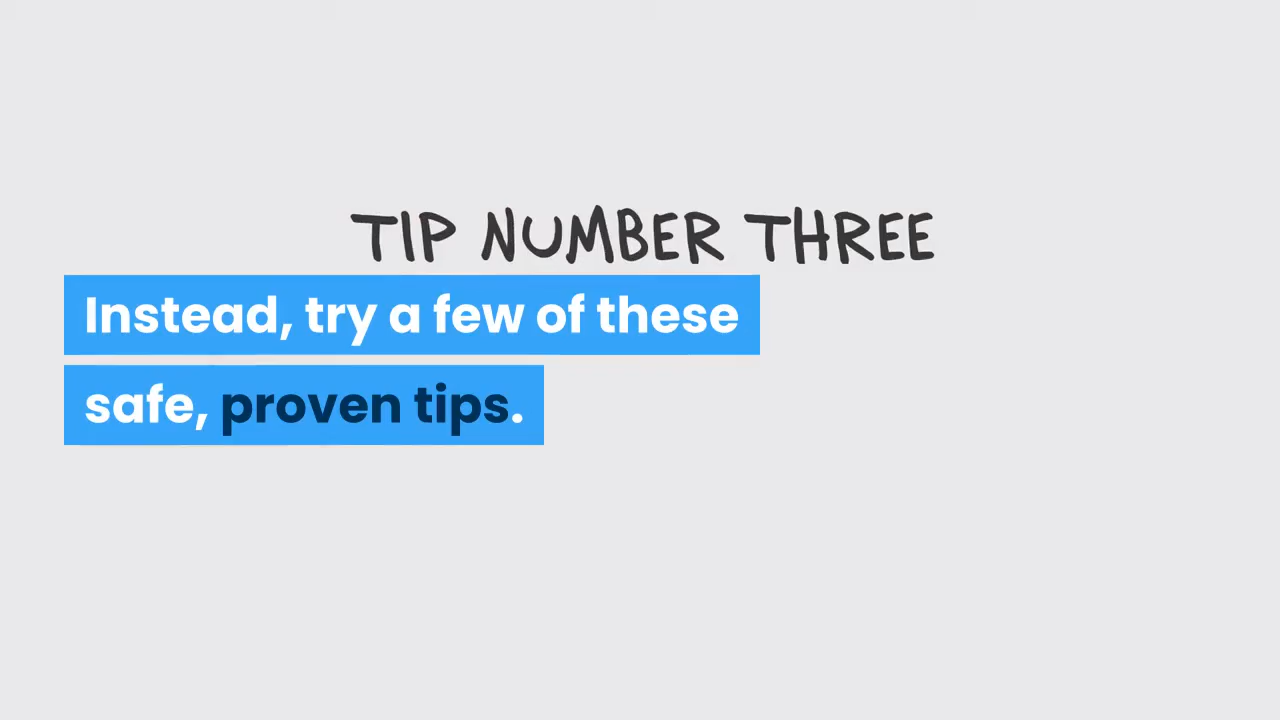 TIP NUMBER THREE
Instead, try a few of these
safe, proven tips.